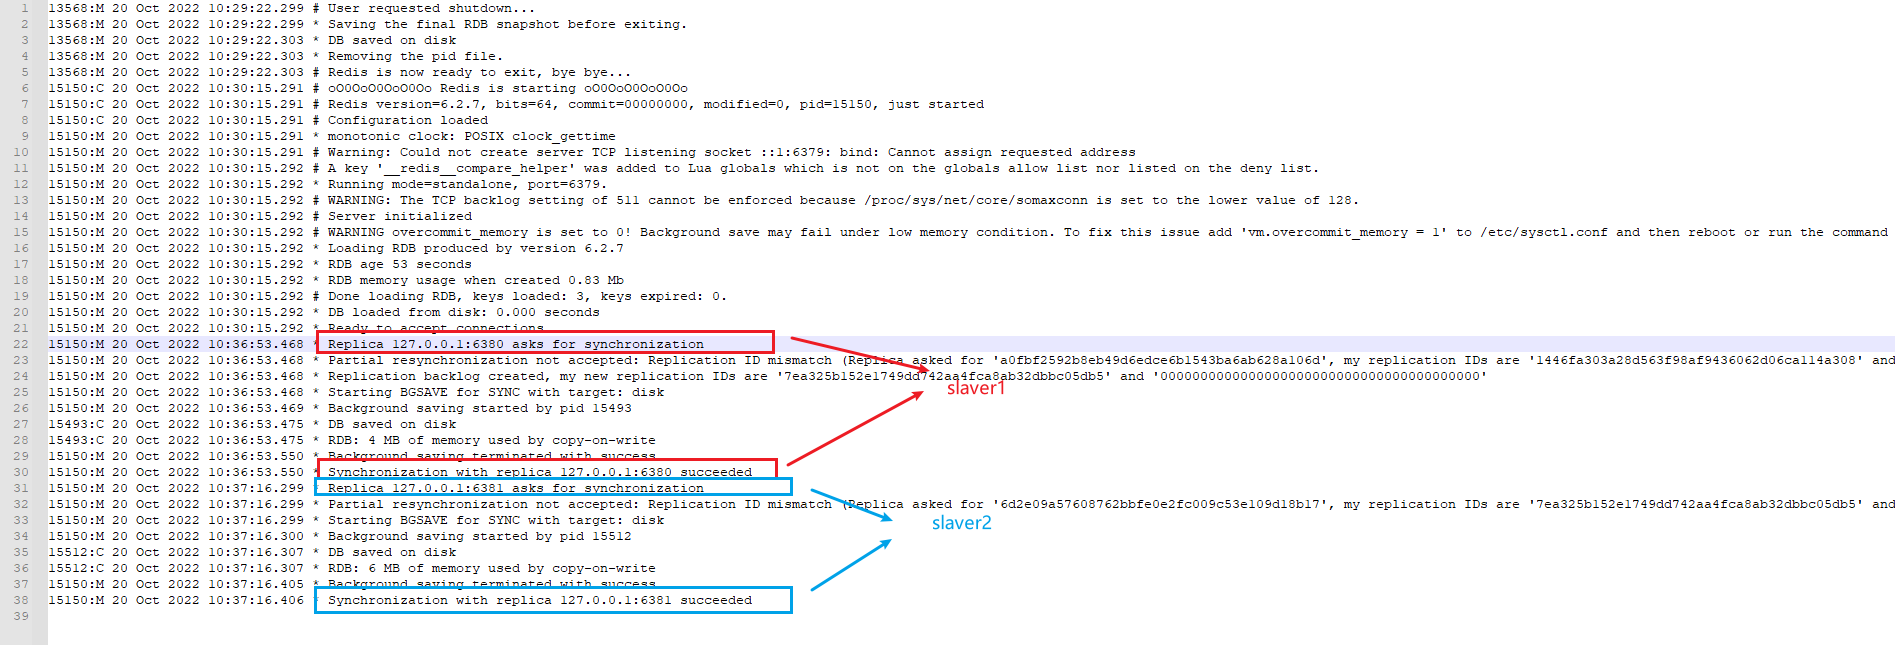 1 13568:M 20 Oct 2022 10:29:22.299 # User requested shutdown...
2 13568:M 20 Oct 2022 10:29:22.299 * Saving the final RDB snapshot before exiting.
3 13568:M 20 Oct 2022 10:29:22.303 * DB saved on disk
4 13568:M 20 Oct 2022 10:29:22.303 * Removing the pid file.
5 13568:M 20 Oct 2022 10:29:22.303 # Redis is now ready to exit, bye bye...
6 15150:C 20 Oct 2022 10:30:15.291 # oO0OoO0OoO0Oo Redis is starting oO0OoO0OoO0Oo
7 15150:C 20 Oct 2022 10:30:15.291 # Redis version=6.2.7, bits=64, commit=00000000, modified=0, pid=15150, just started
8 15150:C 20 Oct 2022 10:30:15.291 # Configuration loaded
9 15150:M 20 Oct 2022 10:30:15.291 * monotonic clock: POSIX clock_gettime
10 15150:M 20 Oct 2022 10:30:15.291 # Warning: Could not create server TCP listening socket ::1:6379: bind: Cannot assign requested address
11 15150:M 20 Oct 2022 10:30:15.292 # A key '__redis__compare_helper' was added to Lua globals which is not on the globals allow list nor listed on the deny list.
12 15150:M 20 Oct 2022 10:30:15.292 * Running mode=standalone, port=6379.
13 15150:M 20 Oct 2022 10:30:15.292 # WARNING: The TCP backlog setting of 511 cannot be enforced because /proc/sys/net/core/somaxconn is set to the lower value of 128.
14 15150:M 20 Oct 2022 10:30:15.292 # Server initialized
15 15150:M 20 Oct 2022 10:30:15.292 # WARNING overcommit_memory is set to 0! Background save may fail under low memory condition. To fix this issue add 'vm.overcommit_memory = 1' to /etc/sysctl.conf and then reboot or run the command
16 15150:M 20 Oct 2022 10:30:15.292 * Loading RDB produced by version 6.2.7
17 15150:M 20 Oct 2022 10:30:15.292 * RDB age 53 seconds
18 15150:M 20 Oct 2022 10:30:15.292 * RDB memory usage when created 0.83 Mb
19 15150:M 20 Oct 2022 10:30:15.292 # Done loading RDB, keys loaded: 3, keys expired: 0.
20 15150:M 20 Oct 2022 10:30:15.292 * DB loaded from disk: 0.000 seconds
21 15150:M 20 Oct 2022 10:30:15.292 * Ready to accept connections
22 15150:M 20 Oct 2022 10:36:53.468 * Replica 127.0.0.1:6380 asks for synchronization
23 15150:M 20 Oct 2022 10:36:53.468 * Partial resynchronization not accepted: Replication ID mismatch (Replica asked for 'a0fbf2592b8eb49d6edce6b1543ba6ab628a106d', my replication IDs are '1446fa303a28d563f98af9436062d06ca114a308' and
24 15150:M 20 Oct 2022 10:36:53.468 * Replication backlog created, my new replication IDs are '7ea325b152e1749dd742aa4fca8ab32dbbc05db5' and '0000000000000000000000000000000000000000'
slaver1
25 15150:M 20 Oct 2022 10:36:53.468 * Starting BGSAVE for SYNC with target: disk
26 15150:M 20 Oct 2022 10:36:53.469 * Background saving started by pid 15493
27 15493:C 20 Oct 2022 10:36:53.475 * DB saved on disk
28 15493:C 20 Oct 2022 10:36:53.475 * RDB: 4 MB of memory used by copy-on-write
29 15150:M 20 Oct 2022 10:36:53.550 * Background saving terminated with success
30 15150:M 20 Oct 2022 10:36:53.550 * Synchronization with replica 127.0.0.1:6380 succeeded
31 15150:M 20 Oct 2022 10:37:16.299 * Replica 127.0.0.1:6381 asks for synchronization
32 15150:M 20 Oct 2022 10:37:16.299 * Partial resynchronization not accepted: Replication ID mismatch (Replica asked for '6d2e09a57608762bbfe0e2fc009c53e109d18b17', my replication IDs are '7ea325b152e1749dd742aa4fca8ab32dbbc05db5' and
33 15150:M 20 Oct 2022 10:37:16.299 * Starting BGSAVE for SYNC with target: disk
slaver2
34 15150:M 20 Oct 2022 10:37:16.300 * Background saving started by pid 15512
35 15512:C 20 Oct 2022 10:37:16.307 * DB saved on disk
36 15512:C 20 Oct 2022 10:37:16.307 * RDB: 6 MB of memory used by copy-on-write
37 15150:M 20 Oct 2022 10:37:16.405 * Background saving terminated with success
38 15150:M 20 Oct 2022 10:37:16.406 * Synchronization with replica 127.0.0.1:6381 succeeded
39